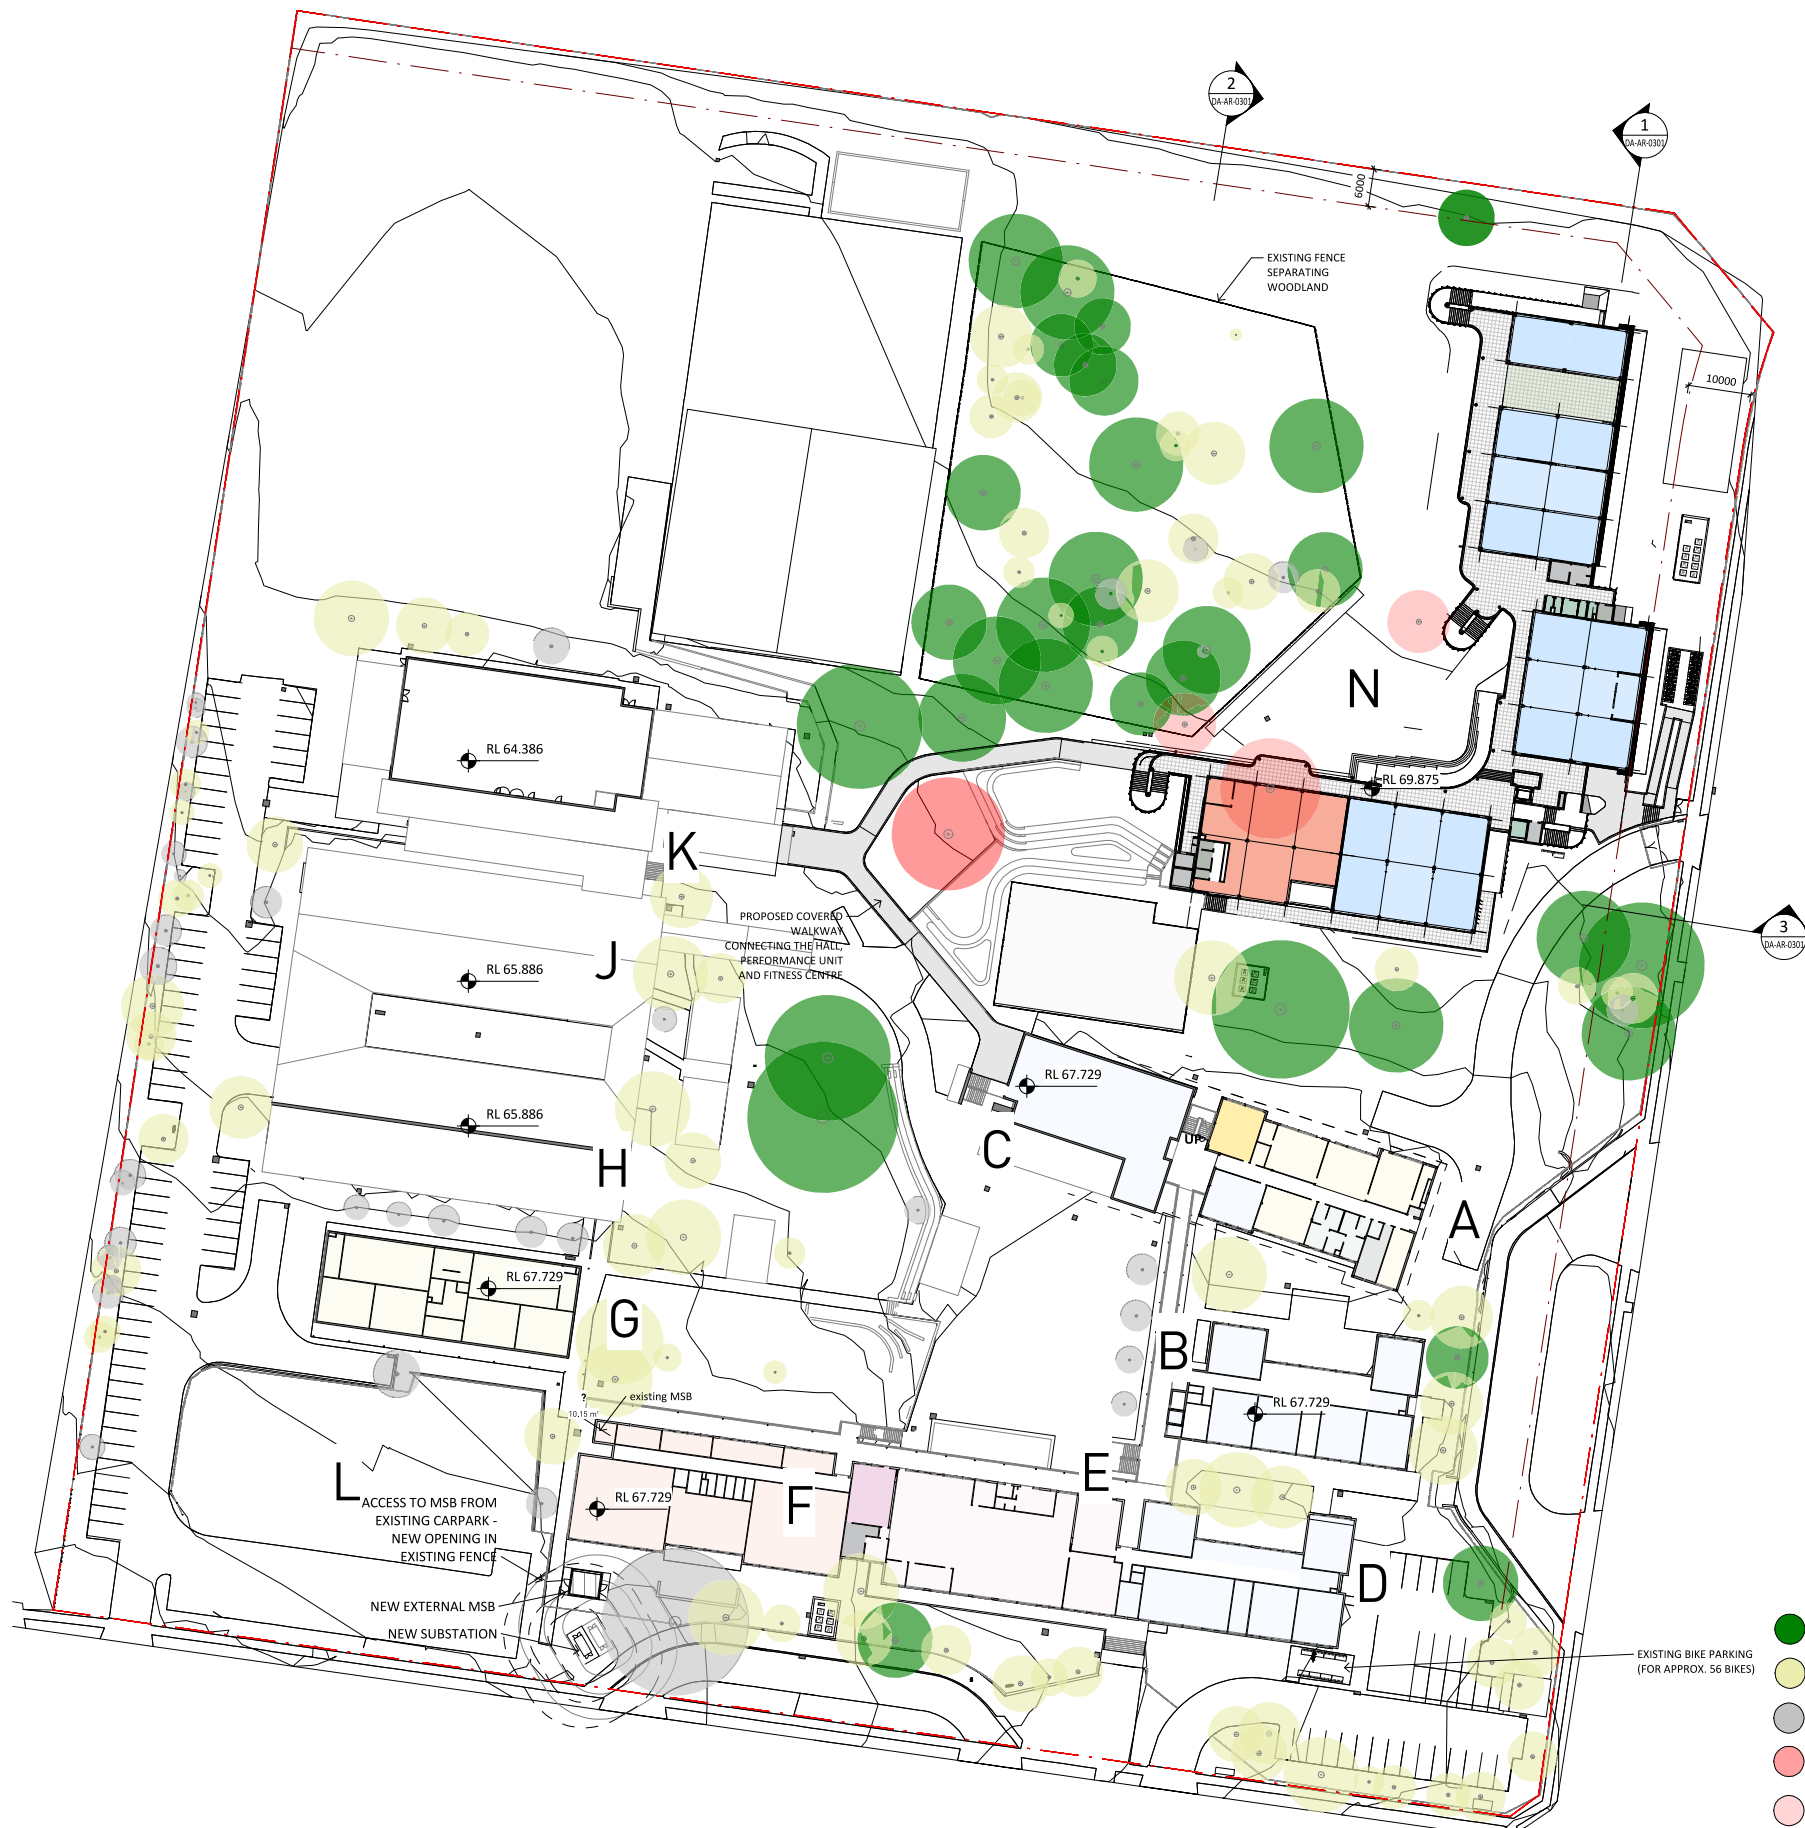 2
DA-AR-0301
1
DA-AR-0301
6000
EXISTING FENCE
SEPARATING
WOODLAND
10000
N
RL 64.386
RL 69.875
K
PROPOSED COVERED
WALKWAY
CONNECTING THE HALL,
PERFORMANCE UNIT
AND FITNESS CENTRE
3
DA-AR-0301
J
RL 65.886
RL 67.729
C
UP
RL 65.886
H
A
RL 67.729
G
B
?
existing MSB
10.15 m²
RL 67.729
E
L
ACCESS TO MSB FROM
EXISTING CARPARK -
NEW OPENING IN
EXISTING FENCE
RL 67.729
F
D
NEW EXTERNAL MSB
NEW SUBSTATION
EXISTING BIKE PARKING
(FOR APPROX. 56 BIKES)